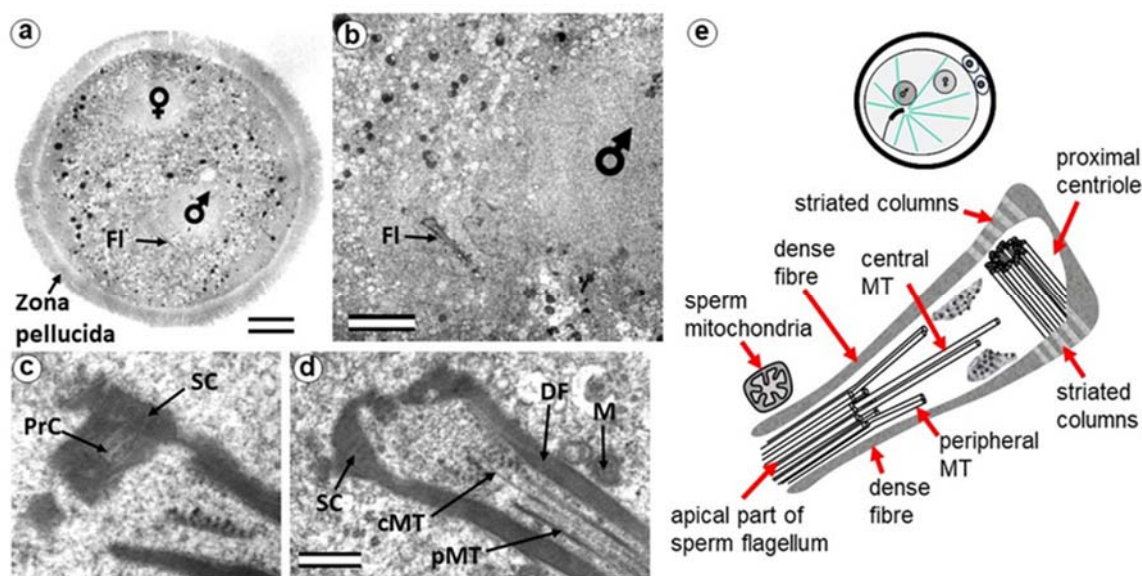 a
♀
♂
Fl
Zona
pellucida
b
♂
Fl
c
SC
PrC
d
DF
M
SC
cMT
pMT
e
♂
♀
proximal
centriole
striated columns
dense
fibre
central
MT
sperm
mitochondria
striated
columns
peripheral
MT
dense
fibre
apical part of
sperm flagellum